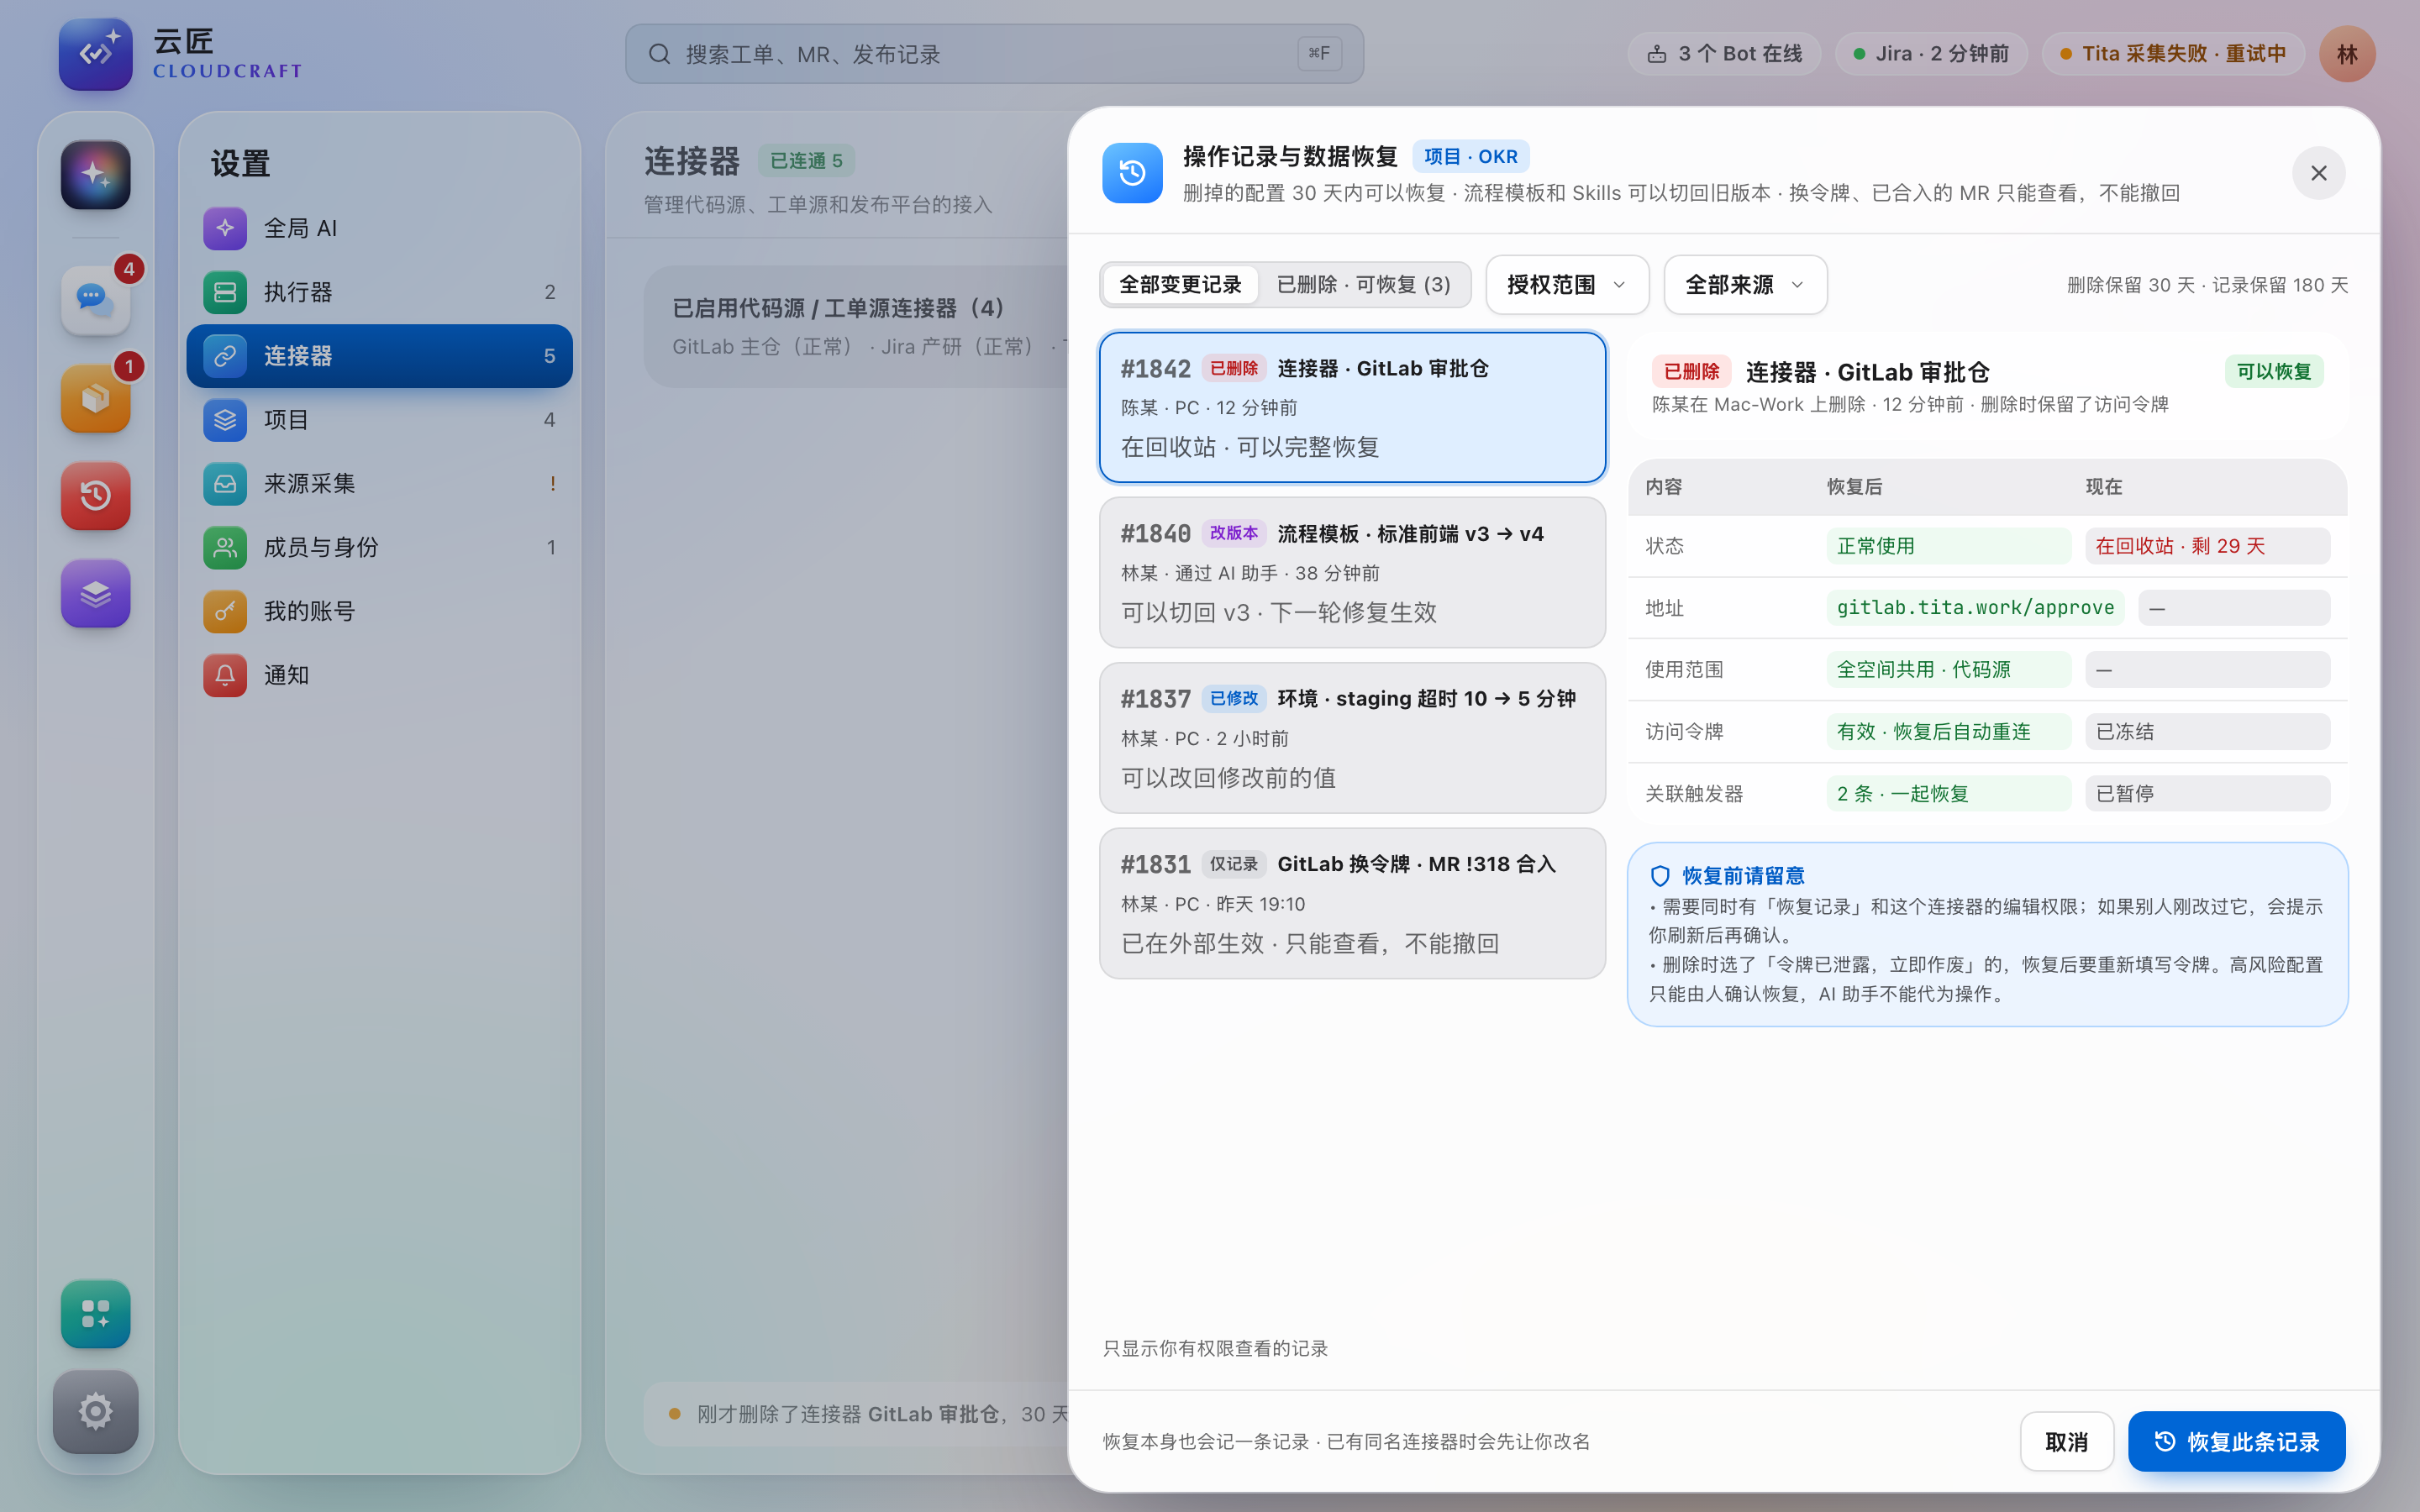 云匠
CLOUDCRAFT
搜索工单、MR、发布记录
⌘F
3 个 Bot 在线
Jira · 2 分钟前
Tita 采集失败 · 重试中
林
4
1
设置
全局 AI
执行器 2
连接器 5
项目 4
来源采集 !
成员与身份 1
我的账号
通知
连接器 已连通 5
管理代码源、工单源和发布平台的接入
已启用代码源 / 工单源连接器（4）
GitLab 主仓（正常） · Jira 产研（正常） ·
刚才删除了连接器 GitLab 审批仓，30 天
操作记录与数据恢复 项目 · OKR
删掉的配置 30 天内可以恢复 · 流程模板和 Skills 可以切回旧版本 · 换令牌、已合入的 MR 只能查看，不能撤回
全部变更记录
已删除 · 可恢复 (3)
授权范围
全部来源
删除保留 30 天 · 记录保留 180 天
#1842 已删除 连接器 · GitLab 审批仓
陈某 · PC · 12 分钟前
在回收站 · 可以完整恢复
#1840 改版本 流程模板 · 标准前端 v3 → v4
林某 · 通过 AI 助手 · 38 分钟前
可以切回 v3 · 下一轮修复生效
#1837 已修改 环境 · staging 超时 10 → 5 分钟
林某 · PC · 2 小时前
可以改回修改前的值
#1831 仅记录 GitLab 换令牌 · MR !318 合入
林某 · PC · 昨天 19:10
已在外部生效 · 只能查看，不能撤回
已删除 连接器 · GitLab 审批仓 可以恢复
陈某在 Mac-Work 上删除 · 12 分钟前 · 删除时保留了访问令牌
内容 恢复后 现在
状态 正常使用 在回收站 · 剩 29 天
地址 gitlab.tita.work/approve —
使用范围 全空间共用 · 代码源 —
访问令牌 有效 · 恢复后自动重连 已冻结
关联触发器 2 条 · 一起恢复 已暂停
恢复前请留意
• 需要同时有「恢复记录」和这个连接器的编辑权限；如果别人刚改过它，会提示
你刷新后再确认。
• 删除时选了「令牌已泄露，立即作废」的，恢复后要重新填写令牌。高风险配置
只能由人确认恢复，AI 助手不能代为操作。
只显示你有权限查看的记录
恢复本身也会记一条记录 · 已有同名连接器时会先让你改名
取消
恢复此条记录